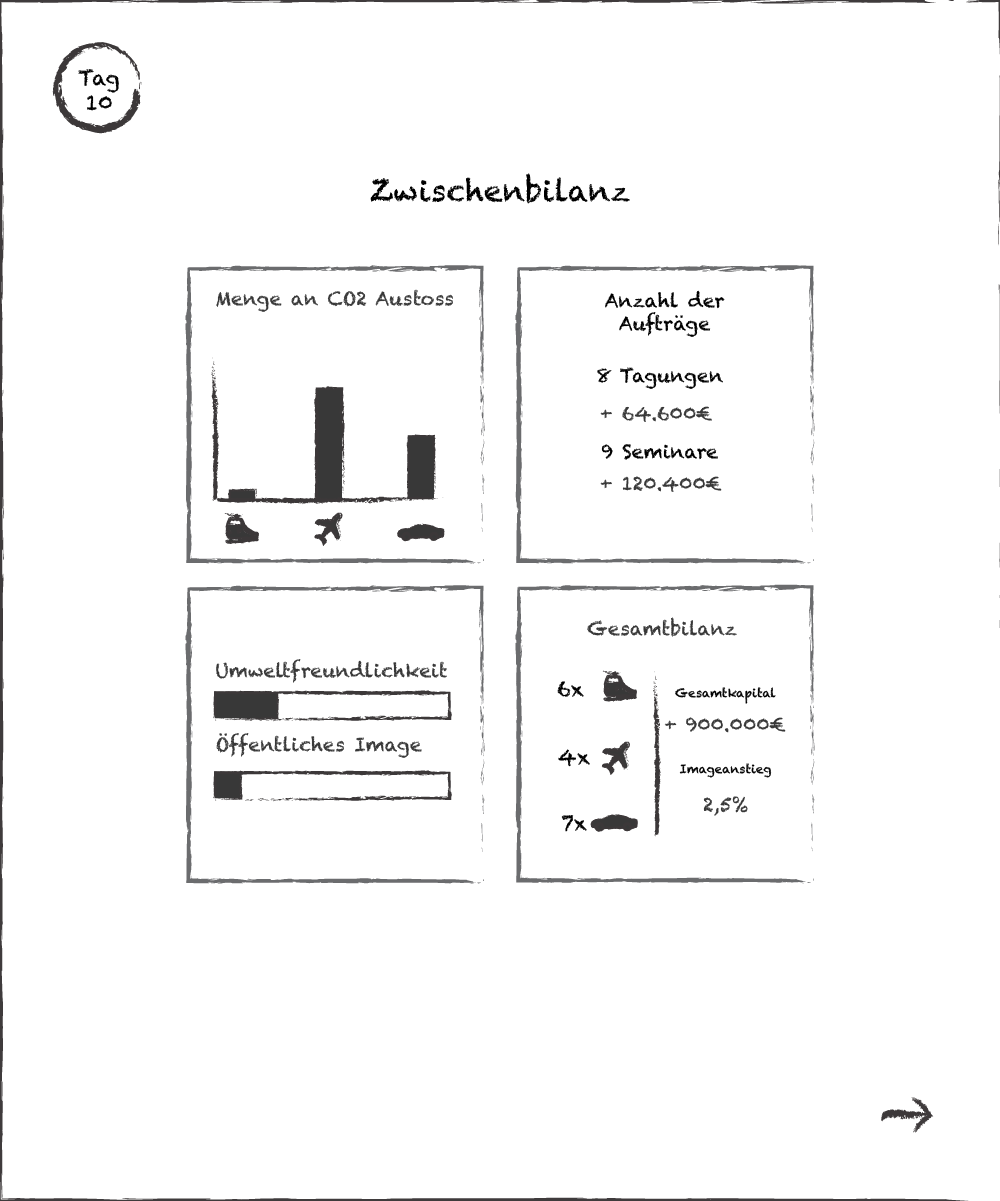 Tag
10
Zwischenbilanz
Menge an CO2 Austoss
Anzahl der
Aufträge
8 Tagungen
+ 64.600€
9 Seminare
+ 120.400€
Umweltfreundlichkeit
Öffentliches Image
Gesamtbilanz
6x
4x
7x
Gesamtkapital
+ 900.000€
Imageanstieg
2,5%